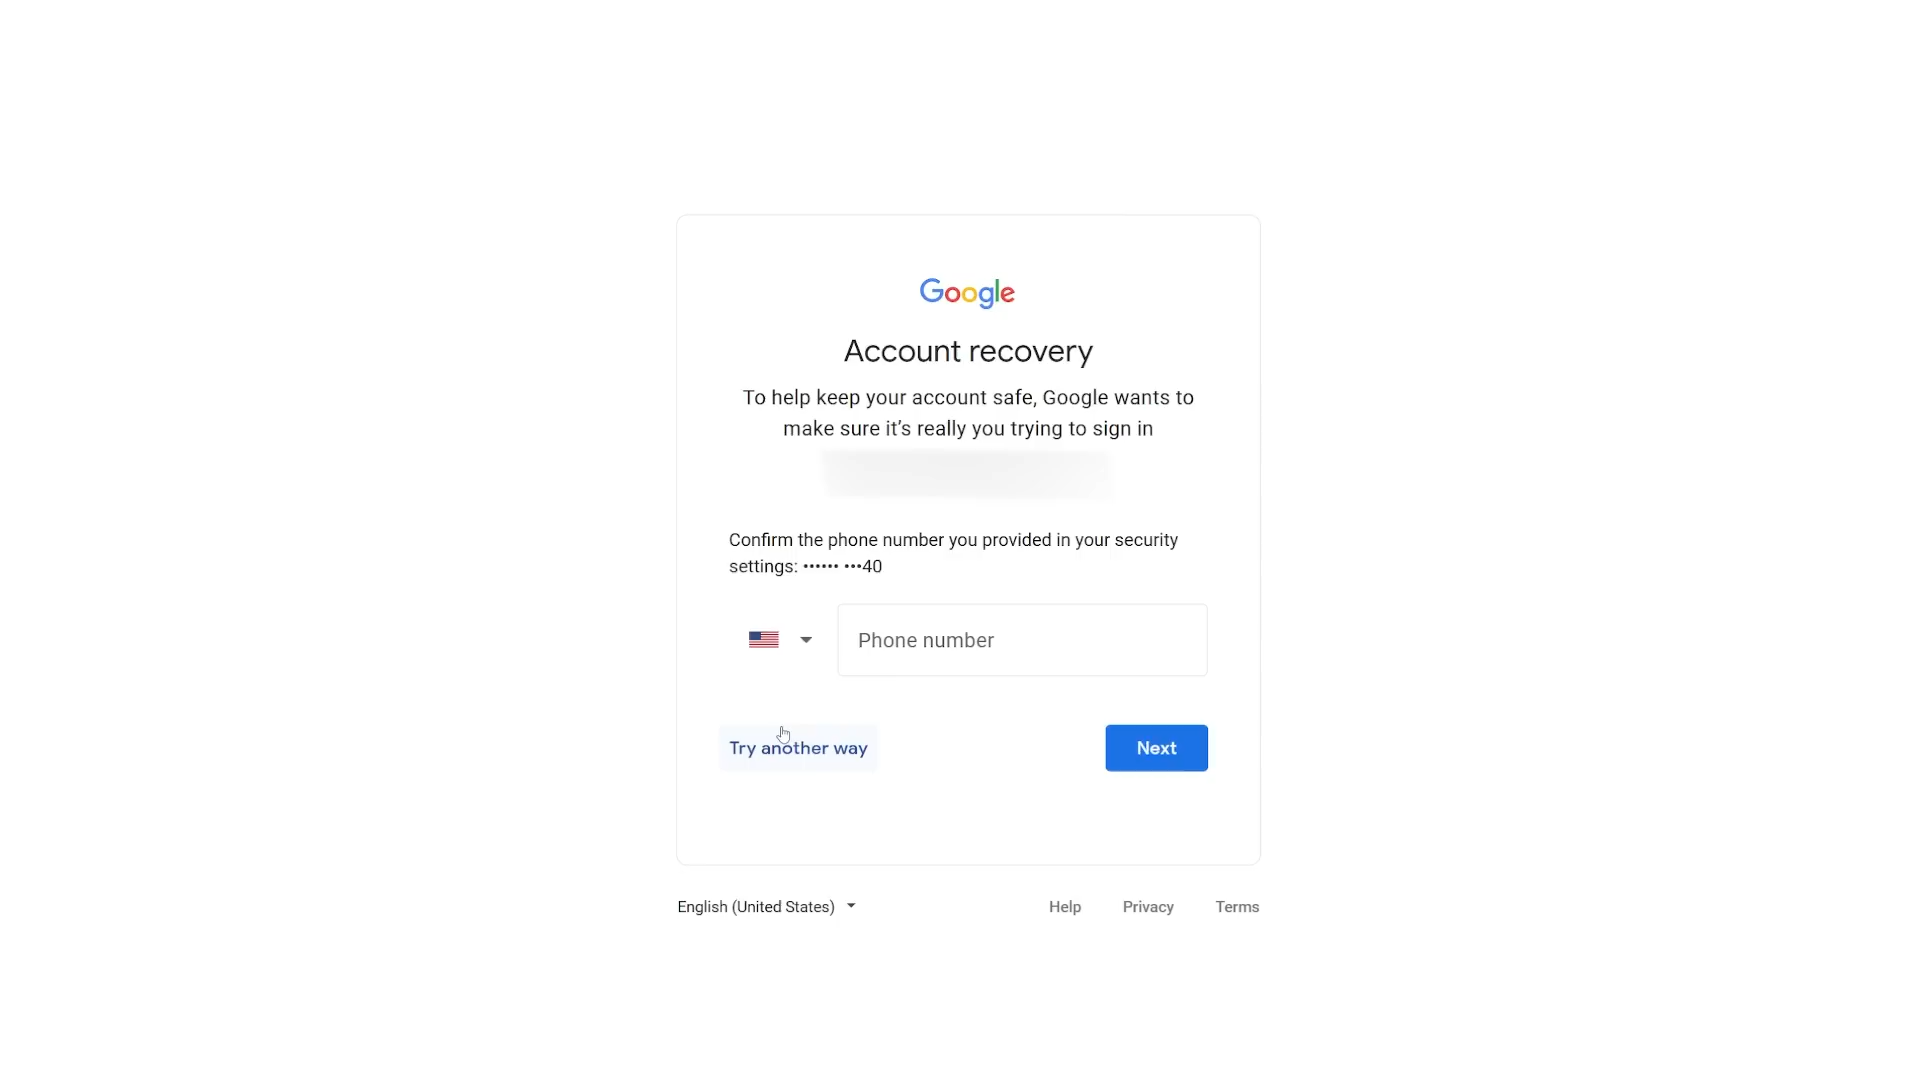 Google
Account recovery
To help keep your account safe, Google wants to
make sure it’s really you trying to sign in
Confirm the phone number you provided in your security
settings: •••••• •••40
Phone number
Try another way
Next
English (United States)
Help
Privacy
Terms